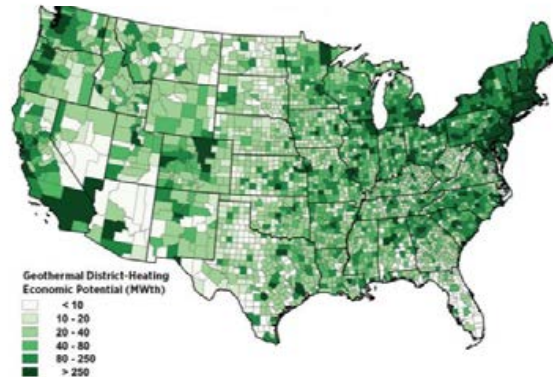 Geothermal District-Heating
Economic Potential (MWth)
< 10
10 - 20
20 - 40
40 - 80
80 - 250
> 250